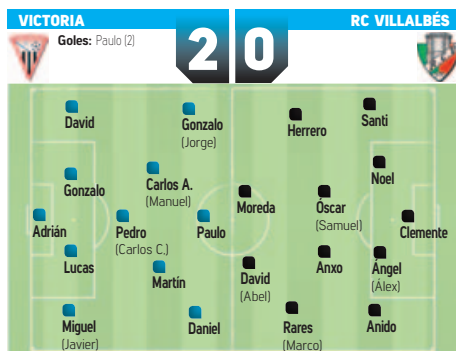 VICTORIA
RC VILLALBÉS
Goles: Paulo (2)
2 0
David
Gonzalo
(Jorge)
Herrero
Santi
Gonzalo
Carlos A.
(Manuel)
Noel
Moreda
Óscar
(Samuel)
Adrián
Pedro
(Carlos C.)
Paulo
Clemente
Lucas
Martín
David
(Abel)
Anxo
Ángel
(Álex)
Miguel
(Javier)
Daniel
Rares
(Marco)
Anido